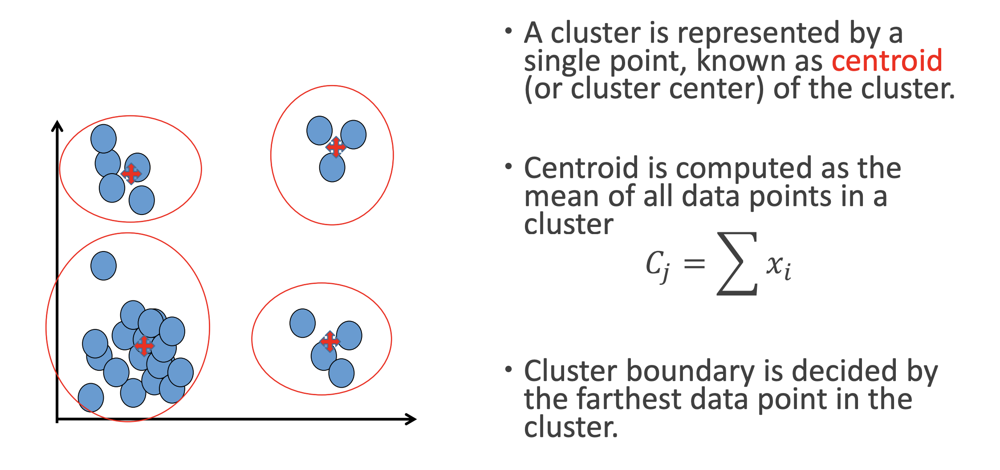 • A cluster is represented by a
single point, known as centroid
(or cluster center) of the cluster.
• Centroid is computed as the
mean of all data points in a
cluster
C_j = ∑ x_i
• Cluster boundary is decided by
the farthest data point in the
cluster.